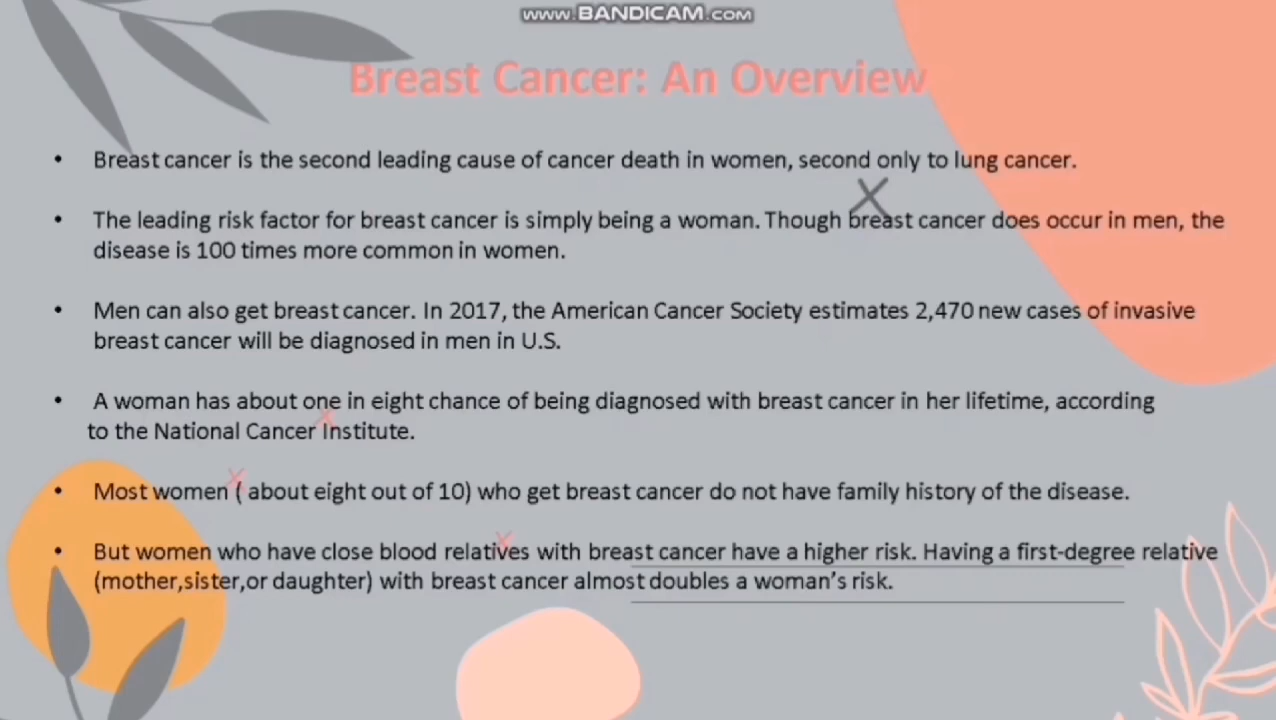 www.BANDICAM.com
Breast Cancer: An Overview
• Breast cancer is the second leading cause of cancer death in women, second only to lung cancer.
• The leading risk factor for breast cancer is simply being a woman. Though breast cancer does occur in men, the
disease is 100 times more common in women.
• Men can also get breast cancer. In 2017, the American Cancer Society estimates 2,470 new cases of invasive
breast cancer will be diagnosed in men in U.S.
• A woman has about one in eight chance of being diagnosed with breast cancer in her lifetime, according
to the National Cancer Institute.
• Most women ( about eight out of 10) who get breast cancer do not have family history of the disease.
• But women who have close blood relatives with breast cancer have a higher risk. Having a first-degree relative
(mother,sister,or daughter) with breast cancer almost doubles a woman's risk.